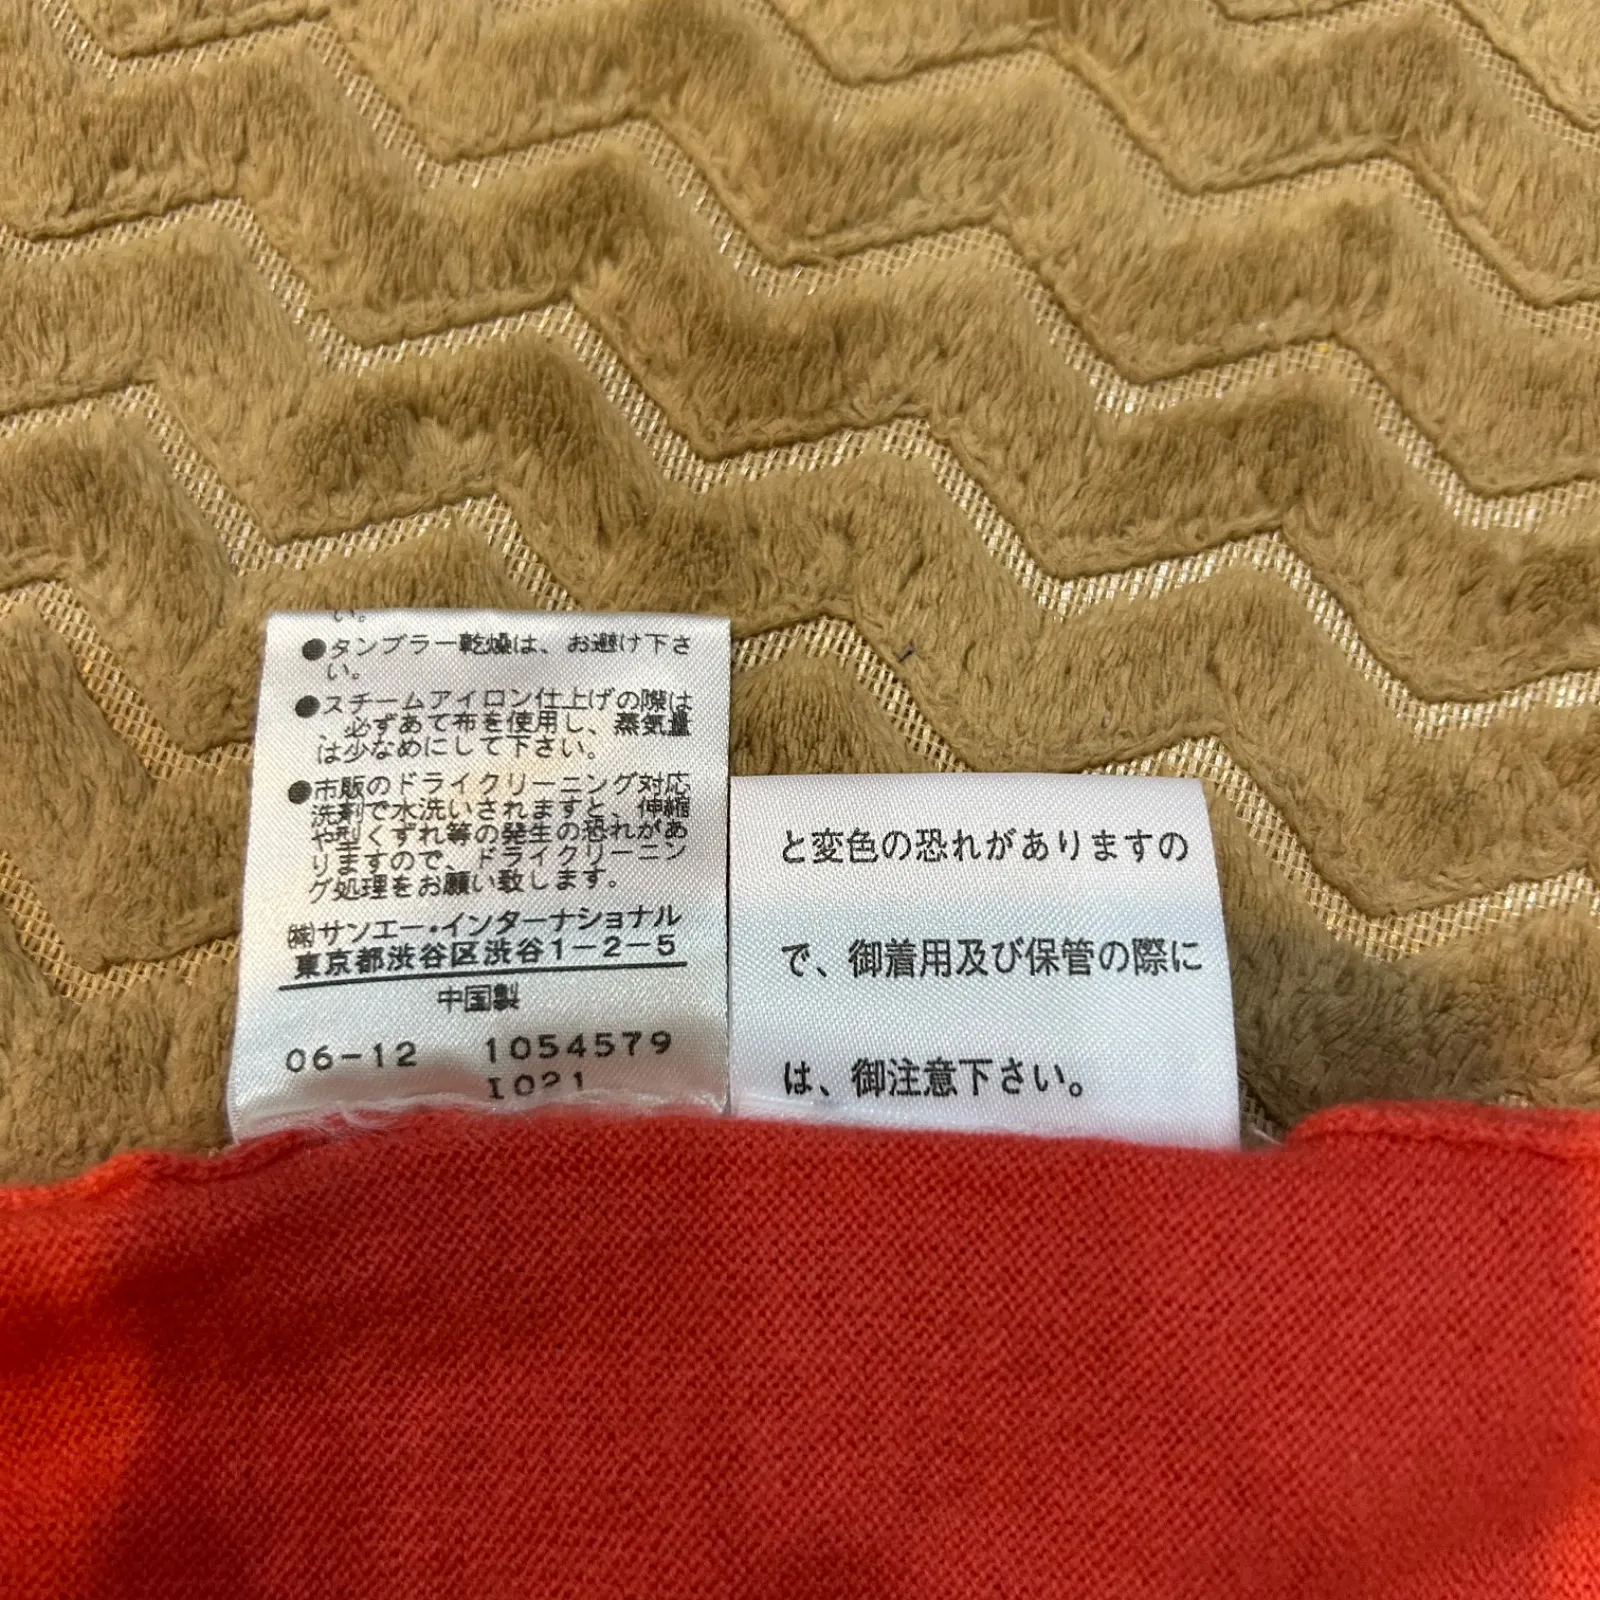 い。
●タンブラー乾燥は、お避け下さ
い。
●スチームアイロン仕上げの際は
、必ずあて布を使用し、蒸気量
は少なめにして下さい。
●市販のドライクリーニング対応
洗剤で水洗いされますと、伸縮
や型くずれ等の発生の恐れがあ
りますので、ドライクリーニン
グ処理をお願い致します。
㈱サンエー・インターナショナル
東京都渋谷区渋谷1-2-5
中国製
06-12 1054579
I021
と変色の恐れがありますの
で、御着用及び保管の際に
は、御注意下さい。